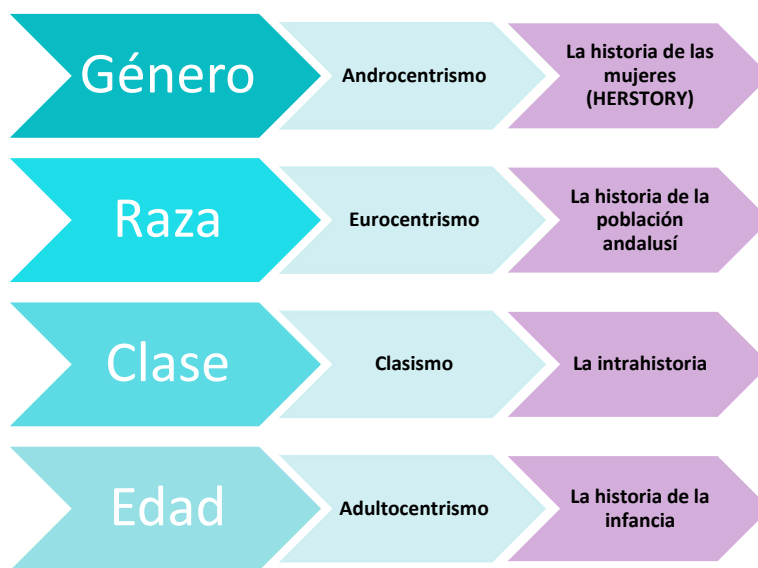 Género
Androcentrismo
La historia de las
mujeres
(HERSTORY)
Raza
Eurocentrismo
La historia de la
población
andalusí
Clase
Clasismo
La intrahistoria
Edad
Adultocentrismo
La historia de la
infancia